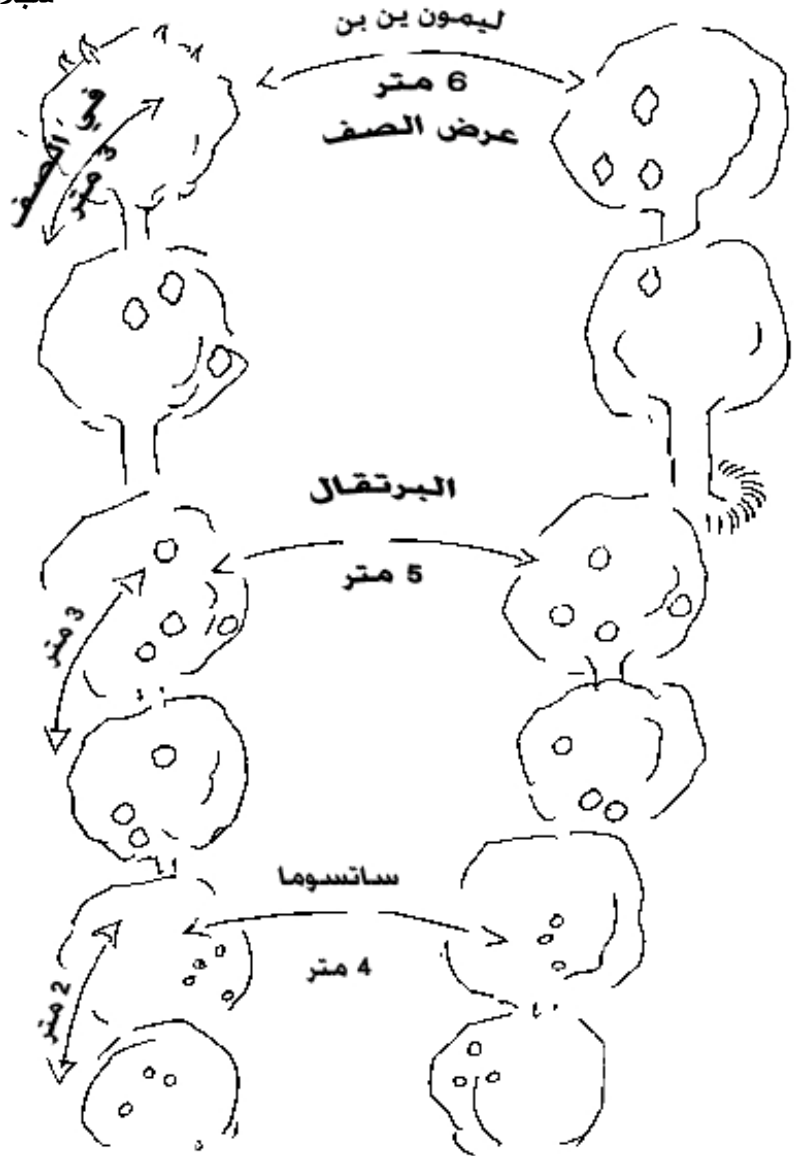 ليمون ين بن
6 متر
عرض الصف
في الصف
3 متر
البرتقال
5 متر
3 متر
ساتسوما
4 متر
2 متر